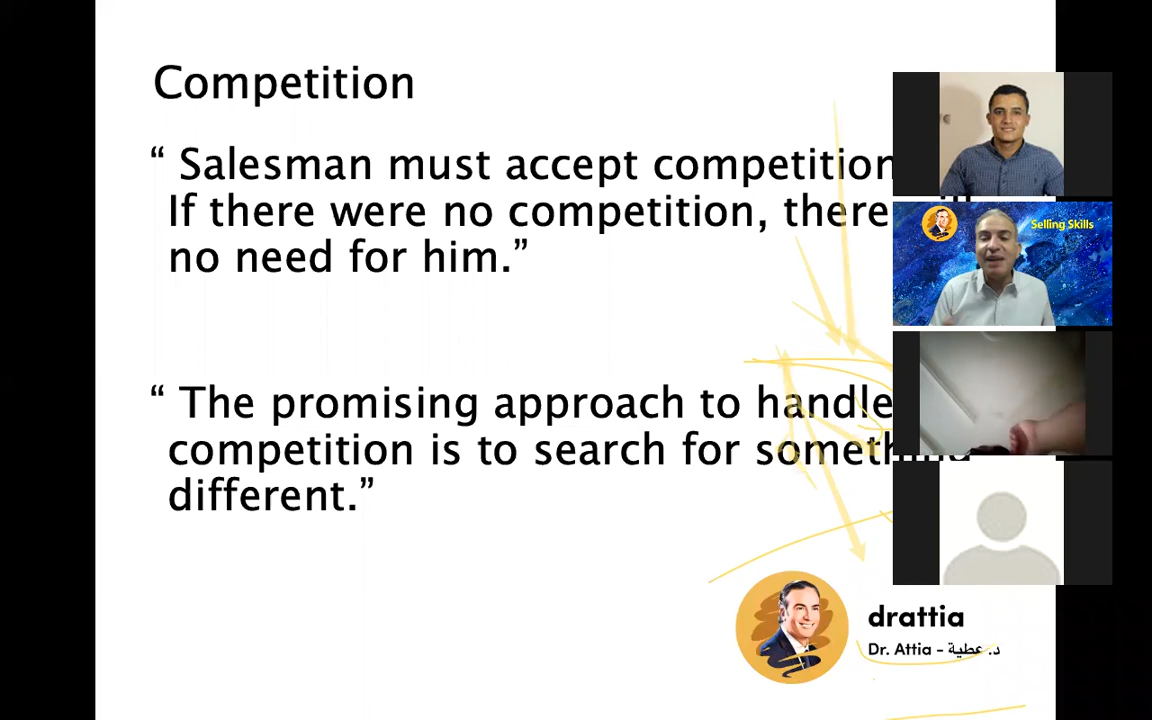 Competition
“ Salesman must accept competition
If there were no competition, there
no need for him.”
“ The promising approach to handle
competition is to search for something
different.”
Selling Skills
drattia
Dr. Attia - د. عطية